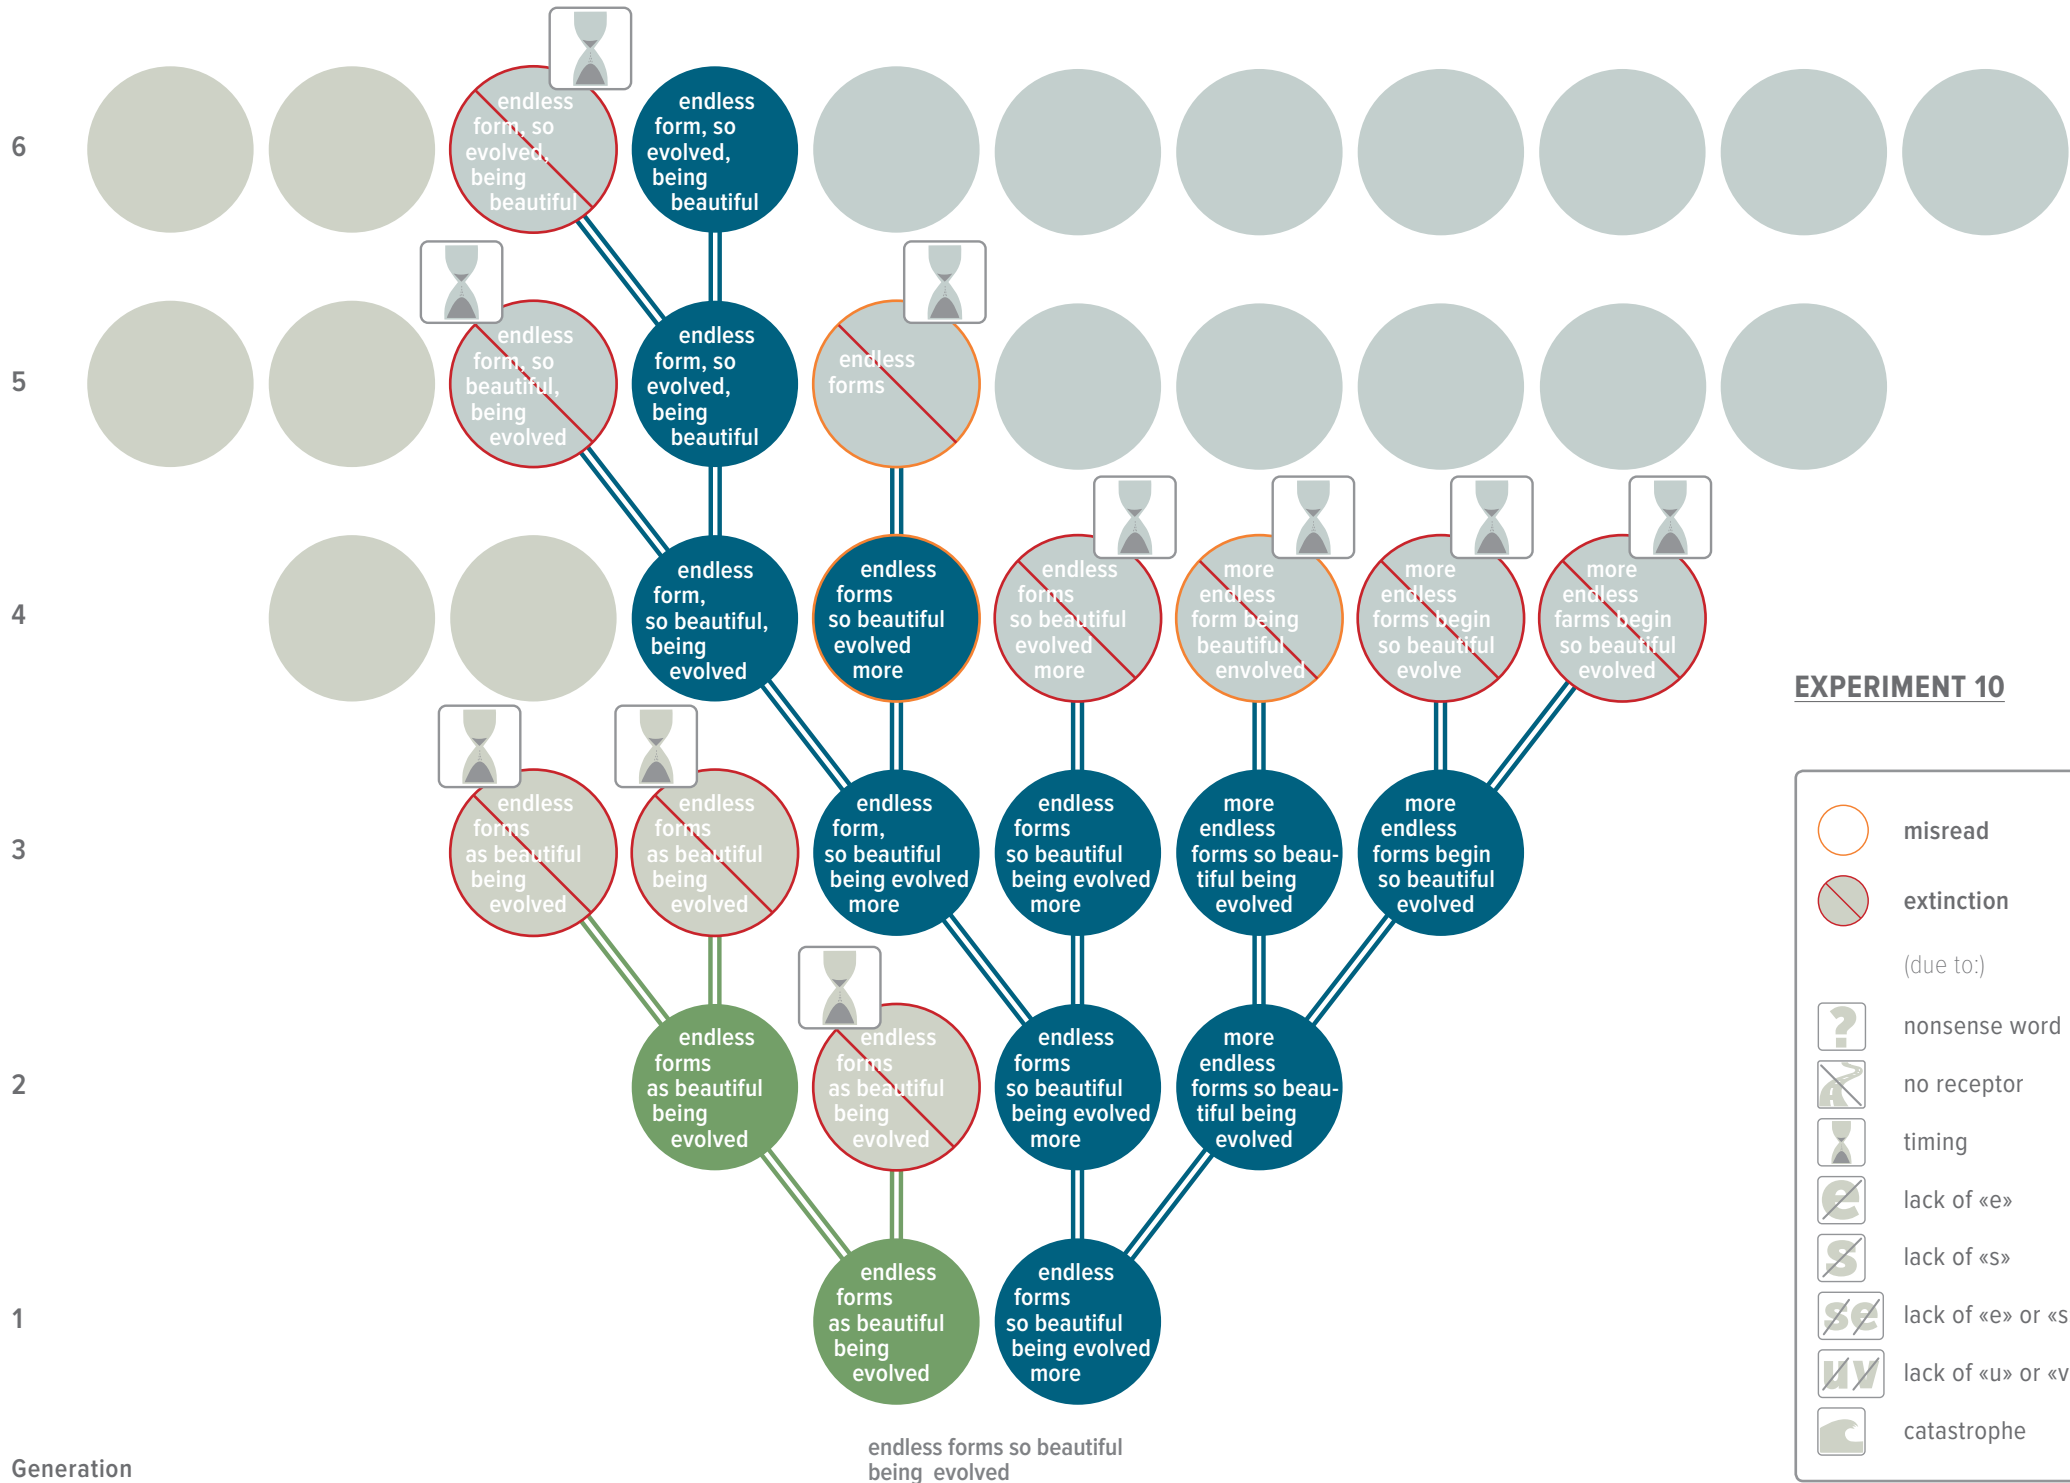 6
endless
form, so
evolved,
being
beautiful
endless
form, so
evolved,
being
beautiful
5
endless
form, so
beautiful,
being
evolved
endless
form, so
evolved,
being
beautiful
endless
forms
4
endless
form,
so beautiful,
being
evolved
endless
forms
so beautiful
evolved
more
endless
forms
so beautiful
evolved
more
more
endless
form being
beautiful
envolved
more
endless
forms begin
so beautiful
evolve
more
endless
farms begin
so beautiful
evolved
3
endless
forms
as beautiful
being
evolved
endless
forms
as beautiful
being
evolved
endless
form,
so beautiful
being evolved
more
endless
forms
so beautiful
being evolved
more
more
endless
forms so beau-
tiful being
evolved
more
endless
forms begin
so beautiful
evolved
2
endless
forms
as beautiful
being
evolved
endless
forms
as beautiful
being
evolved
endless
forms
so beautiful
being evolved
more
more
endless
forms so beau-
tiful being
evolved
1
endless
forms
as beautiful
being
evolved
endless
forms
so beautiful
being evolved
more
Generation
endless forms so beautiful
being evolved
EXPERIMENT 10
misread
extinction
(due to:)
? nonsense word
no receptor
timing
e lack of «e»
s lack of «s»
se lack of «e» or «s
uv lack of «u» or «v
catastrophe